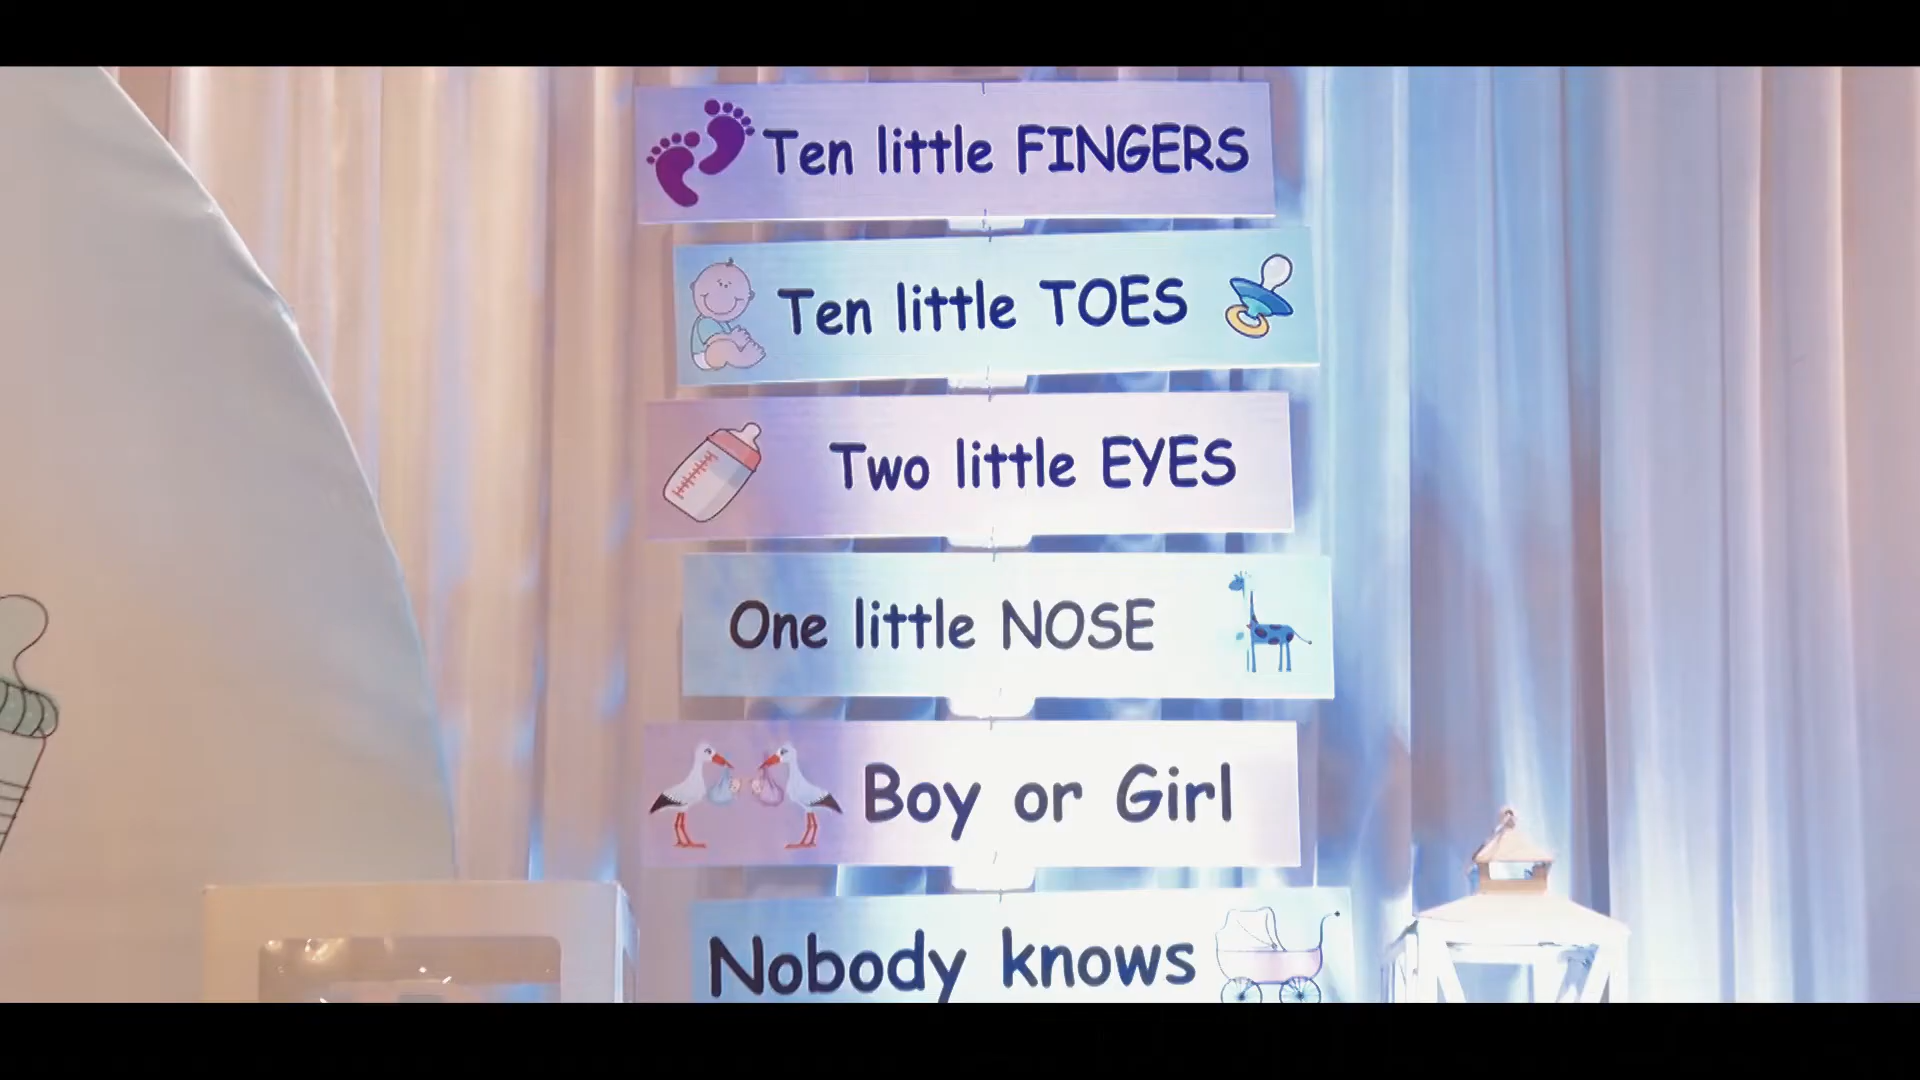 Ten little FINGERS
Ten little TOES
Two little EYES
One little NOSE
Boy or Girl
Nobody knows